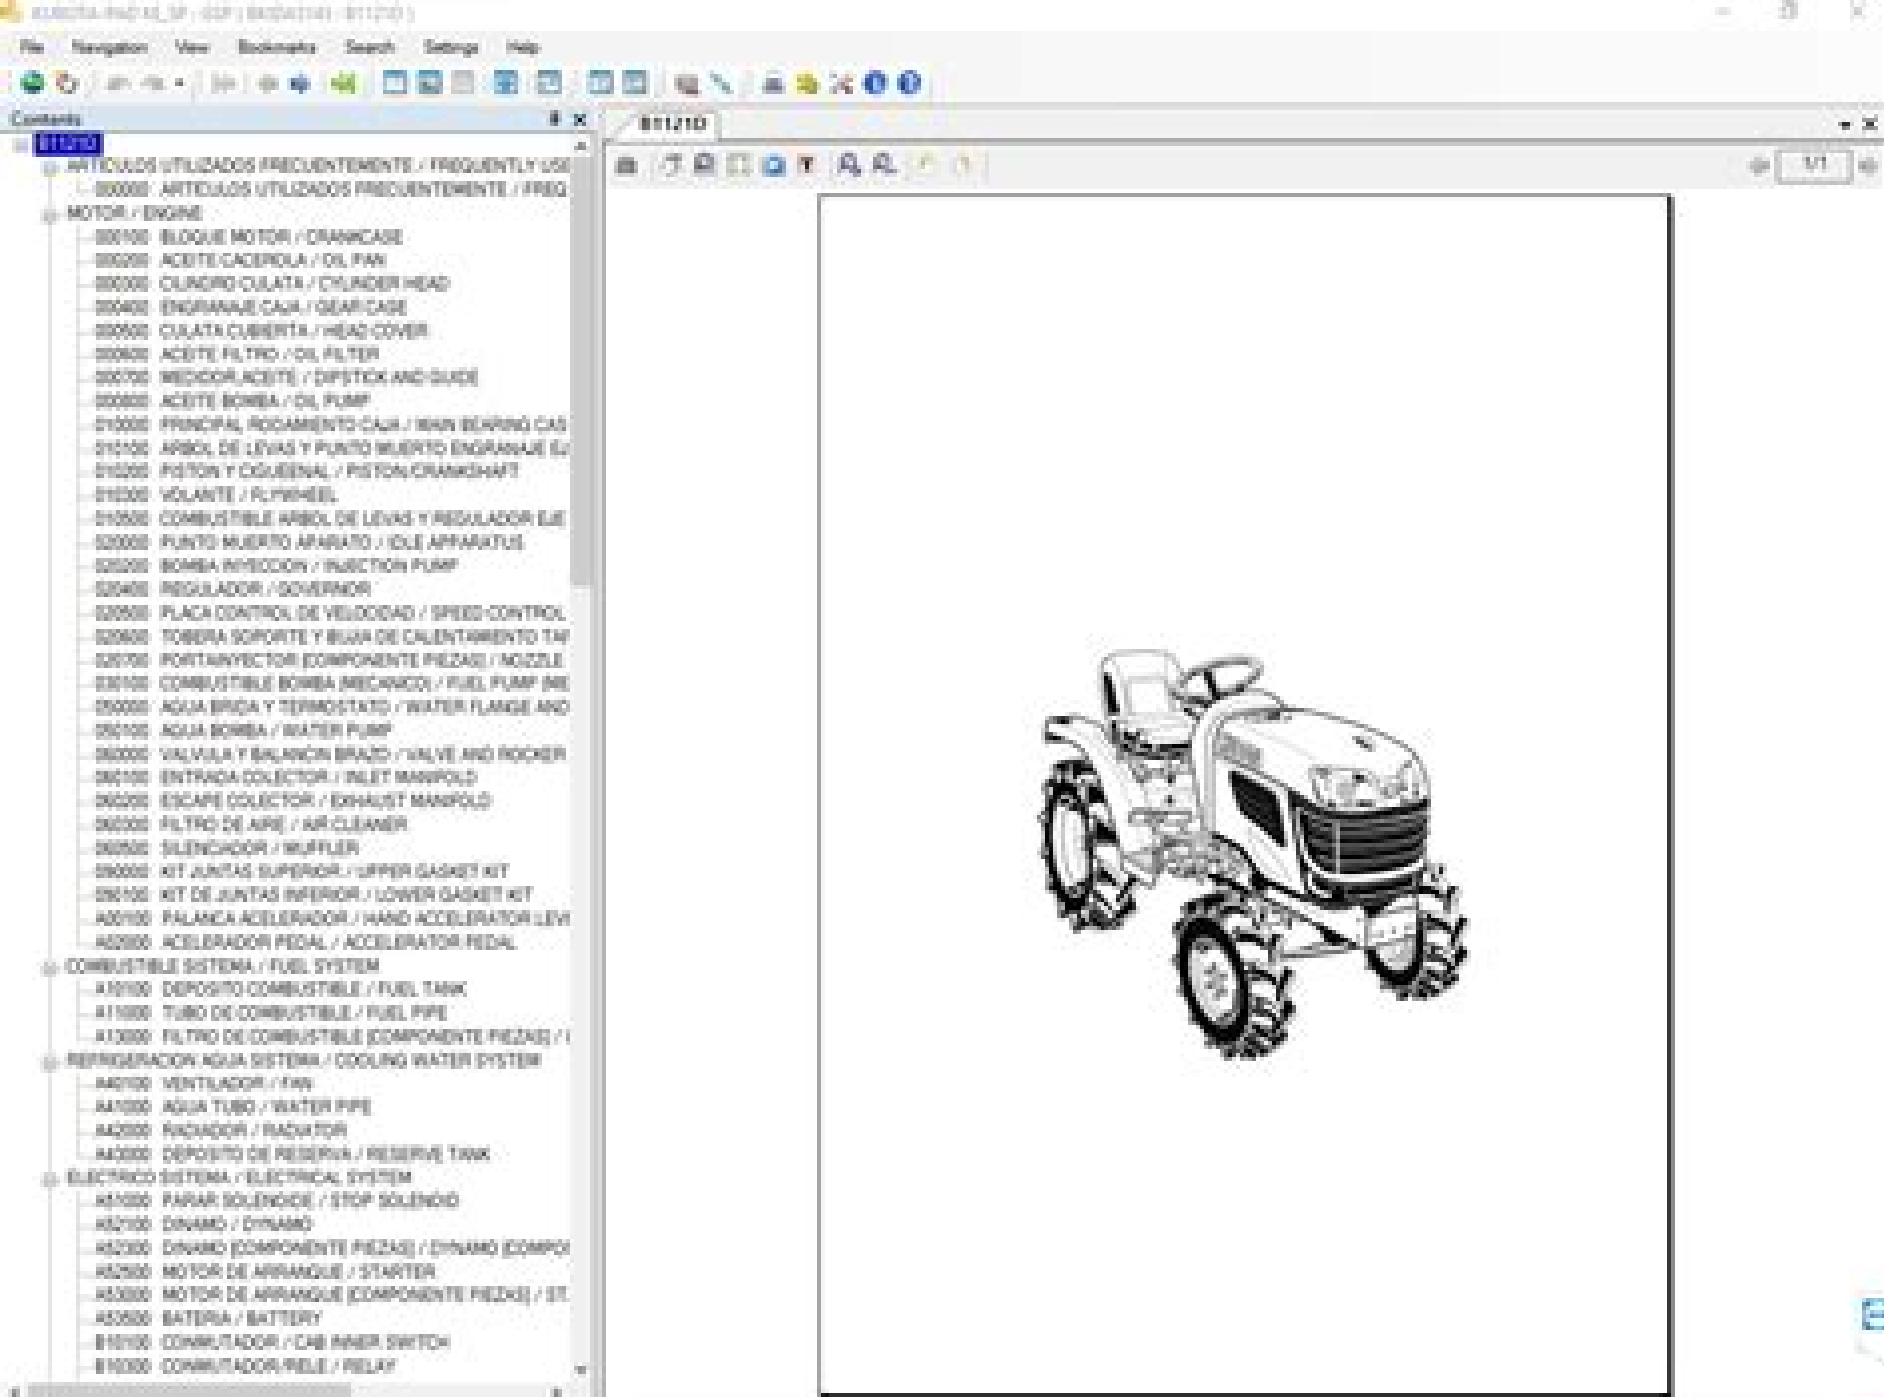 File Navigation View Bookmarks Search Settings Help
Contents
B1121D
B1121D
1/1
ARTICULOS UTILIZADOS FRECUENTEMENTE / FREQUENTLY USE
000000 ARTICULOS UTILIZADOS FRECUENTEMENTE / FREQ
MOTOR / ENGINE
000100 BLOQUE MOTOR / CRANKCASE
000200 ACEITE CACEROLA / OIL PAN
000300 CILINDRO CULATA / CYLINDER HEAD
000400 ENGRANAJE CAJA / GEAR CASE
000500 CULATA CUBIERTA / HEAD COVER
000600 ACEITE FILTRO / OIL FILTER
000700 MEDIDOR ACEITE / DIPSTICK AND GUIDE
000800 ACEITE BOMBA / OIL PUMP
010000 PRINCIPAL RODAMIENTO CAJA / MAIN BEARING CAS
010100 ARBOL DE LEVAS Y PUNTO MUERTO ENGRANAJE EJ
010200 PISTON Y CIGUEENAL / PISTON/CRANKSHAFT
010300 VOLANTE / FLYWHEEL
010500 COMBUSTIBLE ARBOL DE LEVAS Y REGULADOR EJE
020000 PUNTO MUERTO APARATO / IDLE APPARATUS
020200 BOMBA INYECCION / INJECTION PUMP
020400 REGULADOR / GOVERNOR
020500 PLACA CONTROL DE VELOCIDAD / SPEED CONTROL
020600 TOBERA SOPORTE Y BUJIA DE CALENTAMIENTO TAP
020700 PORTAINYECTOR [COMPONENTE PIEZAS] / NOZZLE
030100 COMBUSTIBLE BOMBA (MECANICO) / FUEL PUMP (ME
050000 AGUA BRIDA Y TERMOSTATO / WATER FLANGE AND
050100 AGUA BOMBA / WATER PUMP
060000 VALVULA Y BALANCIN BRAZO / VALVE AND ROCKER
060100 ENTRADA COLECTOR / INLET MANIFOLD
060200 ESCAPE COLECTOR / EXHAUST MANIFOLD
060300 FILTRO DE AIRE / AIR CLEANER
060500 SILENCIADOR / MUFFLER
090000 KIT JUNTAS SUPERIOR / UPPER GASKET KIT
090100 KIT DE JUNTAS INFERIOR / LOWER GASKET KIT
A00100 PALANCA ACELERADOR / HAND ACCELERATOR LEV
A02000 ACELERADOR PEDAL / ACCELERATOR PEDAL
COMBUSTIBLE SISTEMA / FUEL SYSTEM
A10100 DEPOSITO COMBUSTIBLE / FUEL TANK
A11000 TUBO DE COMBUSTIBLE / FUEL PIPE
A13000 FILTRO DE COMBUSTIBLE [COMPONENTE PIEZAS] /
REFRIGERACION AGUA SISTEMA / COOLING WATER SYSTEM
A40100 VENTILADOR / FAN
A41000 AGUA TUBO / WATER PIPE
A42000 RADIADOR / RADIATOR
A43000 DEPOSITO DE RESERVA / RESERVE TANK
ELECTRICO SISTEMA / ELECTRICAL SYSTEM
A51000 PARAR SOLENOIDE / STOP SOLENOID
A52100 DINAMO / DYNAMO
A52300 DINAMO [COMPONENTE PIEZAS] / DYNAMO [COMPO
A52500 MOTOR DE ARRANQUE / STARTER
A53000 MOTOR DE ARRANQUE [COMPONENTE PIEZAS] / ST
A53500 BATERIA / BATTERY
B10100 CONMUTADOR / CAB INNER SWITCH
B10300 CONMUTADOR/RELE / RELAY